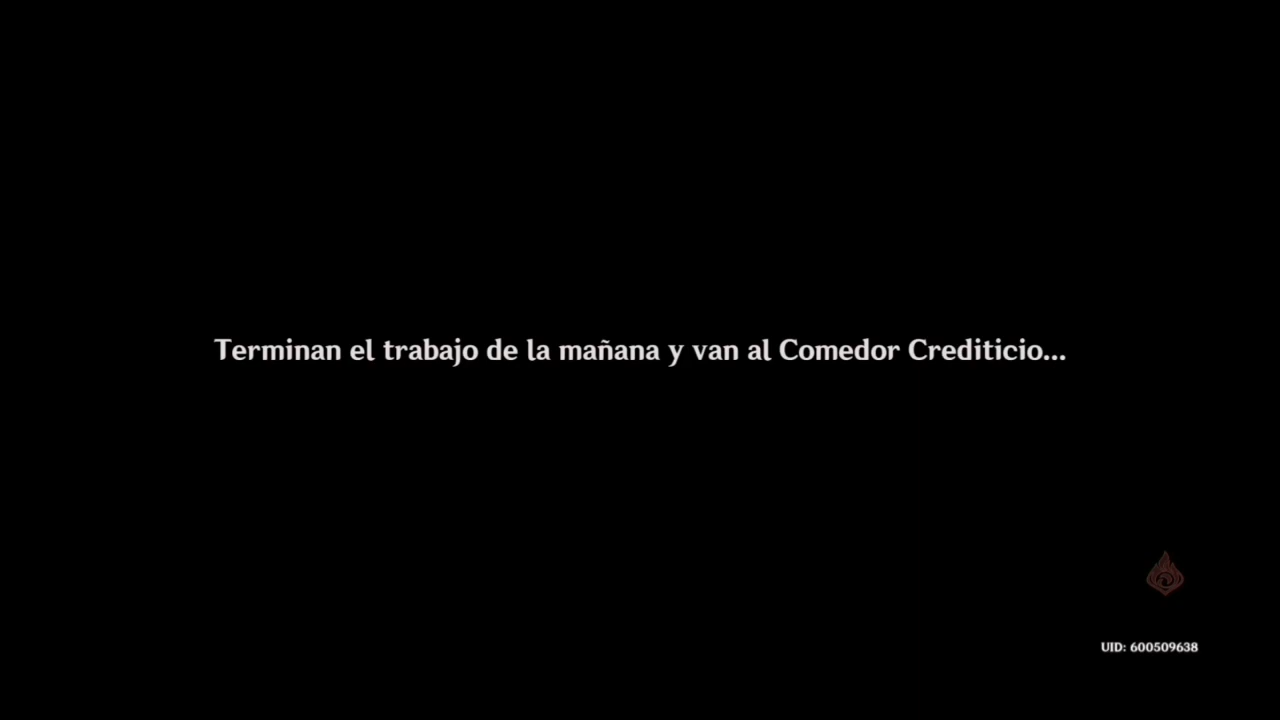 Terminan el trabajo de la mañana y van al Comedor Crediticio...
UID: 600509638